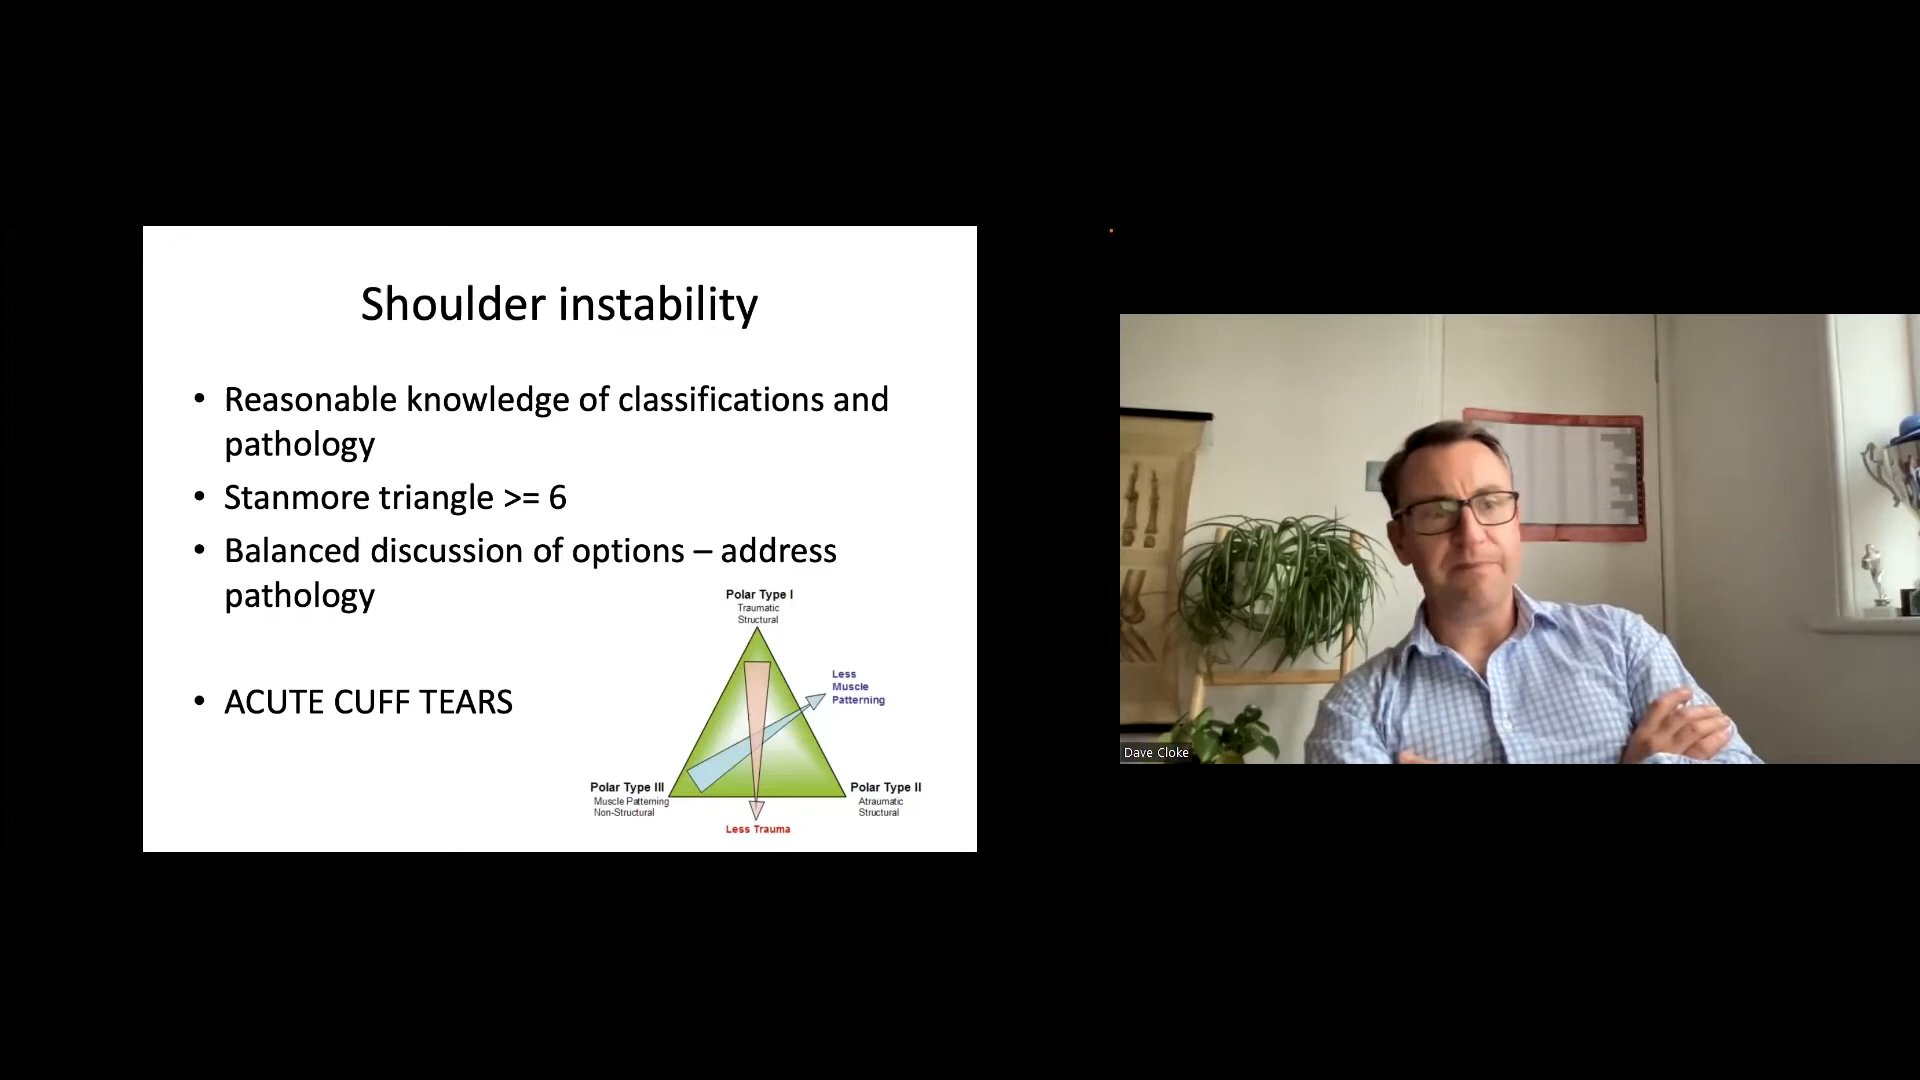 Shoulder instability
• Reasonable knowledge of classifications and
pathology
• Stanmore triangle >= 6
• Balanced discussion of options – address
pathology
• ACUTE CUFF TEARS
Polar Type I
Traumatic
Structural
Less
Muscle
Patterning
Polar Type III
Muscle Patterning
Non-Structural
Polar Type II
Atraumatic
Structural
Less Trauma
Dave Cloke